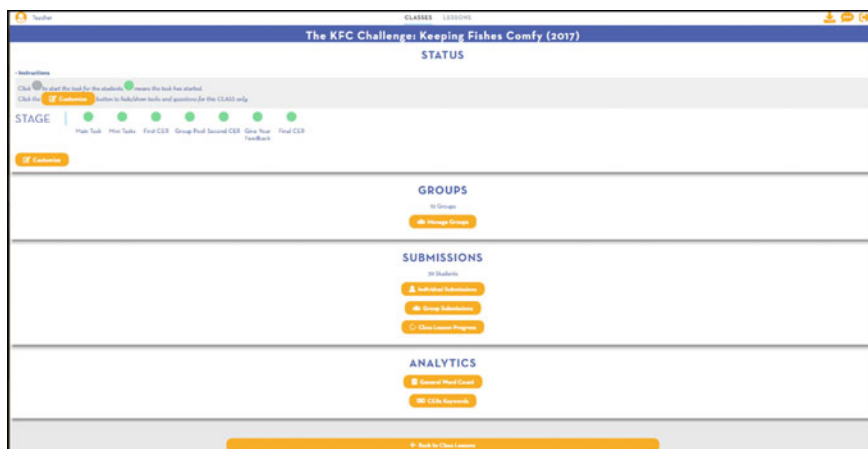 Teacher
CLASSES LESSONS
The KFC Challenge: Keeping Fishes Comfy (2017)
STATUS
- Instructions
Click to start the task for the students. means the task has started.
Click the Customize button to hide/show tasks and questions for this CLASS only.
STAGE
Main Task Mini Tasks First CER Group Pool Second CER Give Your Feedback Final CER
Customize
GROUPS
10 Groups
Manage Groups
SUBMISSIONS
Students
Individual Submissions
Group Submissions
Class Lesson Progress
ANALYTICS
General Word Count
CERs Keywords
Back to Class Lessons